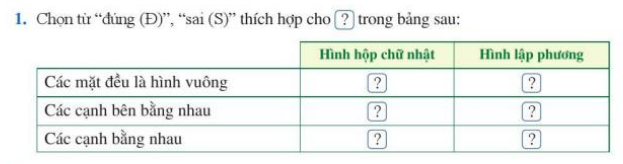 1. Chọn từ “đúng (Đ)”, “sai (S)” thích hợp cho ? trong bảng sau:
Hình hộp chữ nhật Hình lập phương
Các mặt đều là hình vuông ? ?
Các cạnh bên bằng nhau ? ?
Các cạnh bằng nhau ? ?